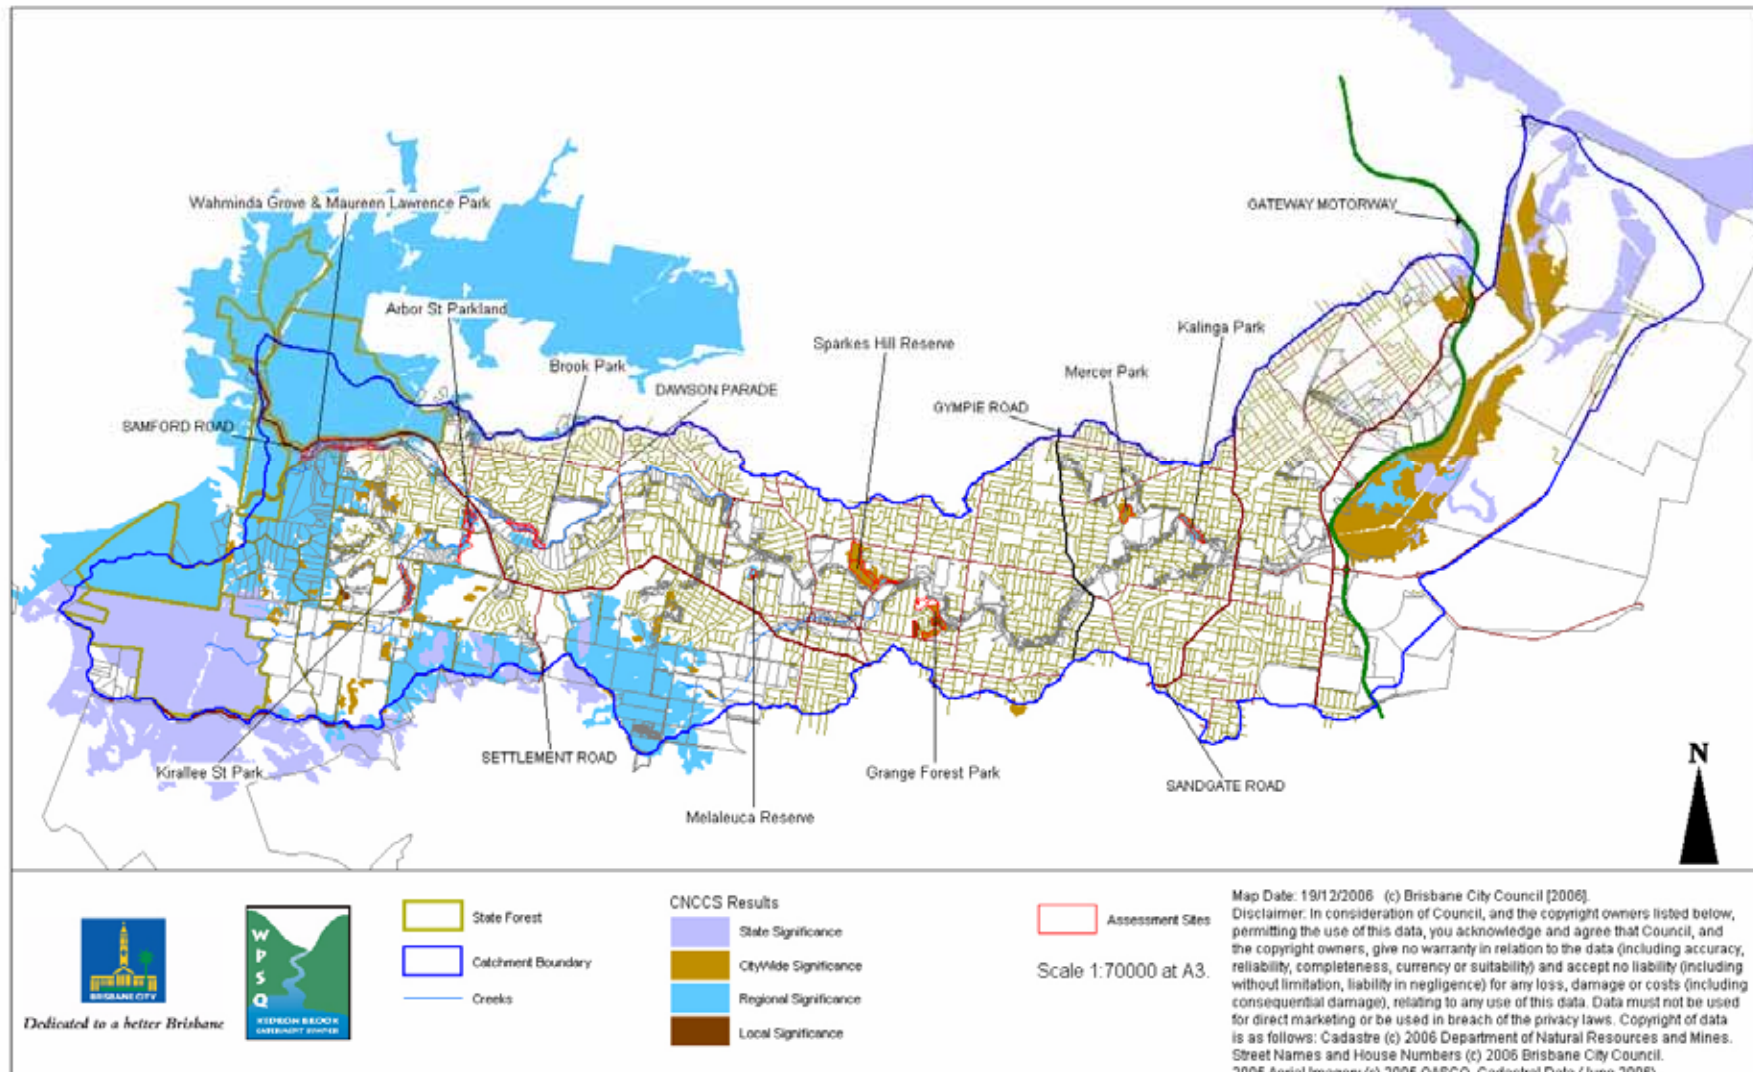 GATEWAY MOTORWAY
Wahminda Grove & Maureen Lawrence Park
Arbor St Parkland
Kalinga Park
Sparkes Hill Reserve
Brook Park
Mercer Park
DAWSON PARADE
GYMPIE ROAD
SAMFORD ROAD
N
SETTLEMENT ROAD
Kirallee St Park
Grange Forest Park
SANDGATE ROAD
Melaleuca Reserve
BRISBANE CITY
Dedicated to a better Brisbane
WPSQ
State Forest
Catchment Boundary
Creeks
CNCCS Results
State Significance
CityWide Significance
Regional Significance
Local Significance
Assessment Sites
Scale 1:70000 at A3.
Map Date: 19/12/2006 (c) Brisbane City Council [2006].
Disclaimer: In consideration of Council, and the copyright owners listed below,
permitting the use of this data, you acknowledge and agree that Council, and
the copyright owners, give no warranty in relation to the data (including accuracy,
reliability, completeness, currency or suitability) and accept no liability (including
without limitation, liability in negligence) for any loss, damage or costs (including
consequential damage), relating to any use of this data. Data must not be used
for direct marketing or be used in breach of the privacy laws. Copyright of data
is as follows: Cadastre (c) 2006 Department of Natural Resources and Mines.
Street Names and House Numbers (c) 2006 Brisbane City Council.